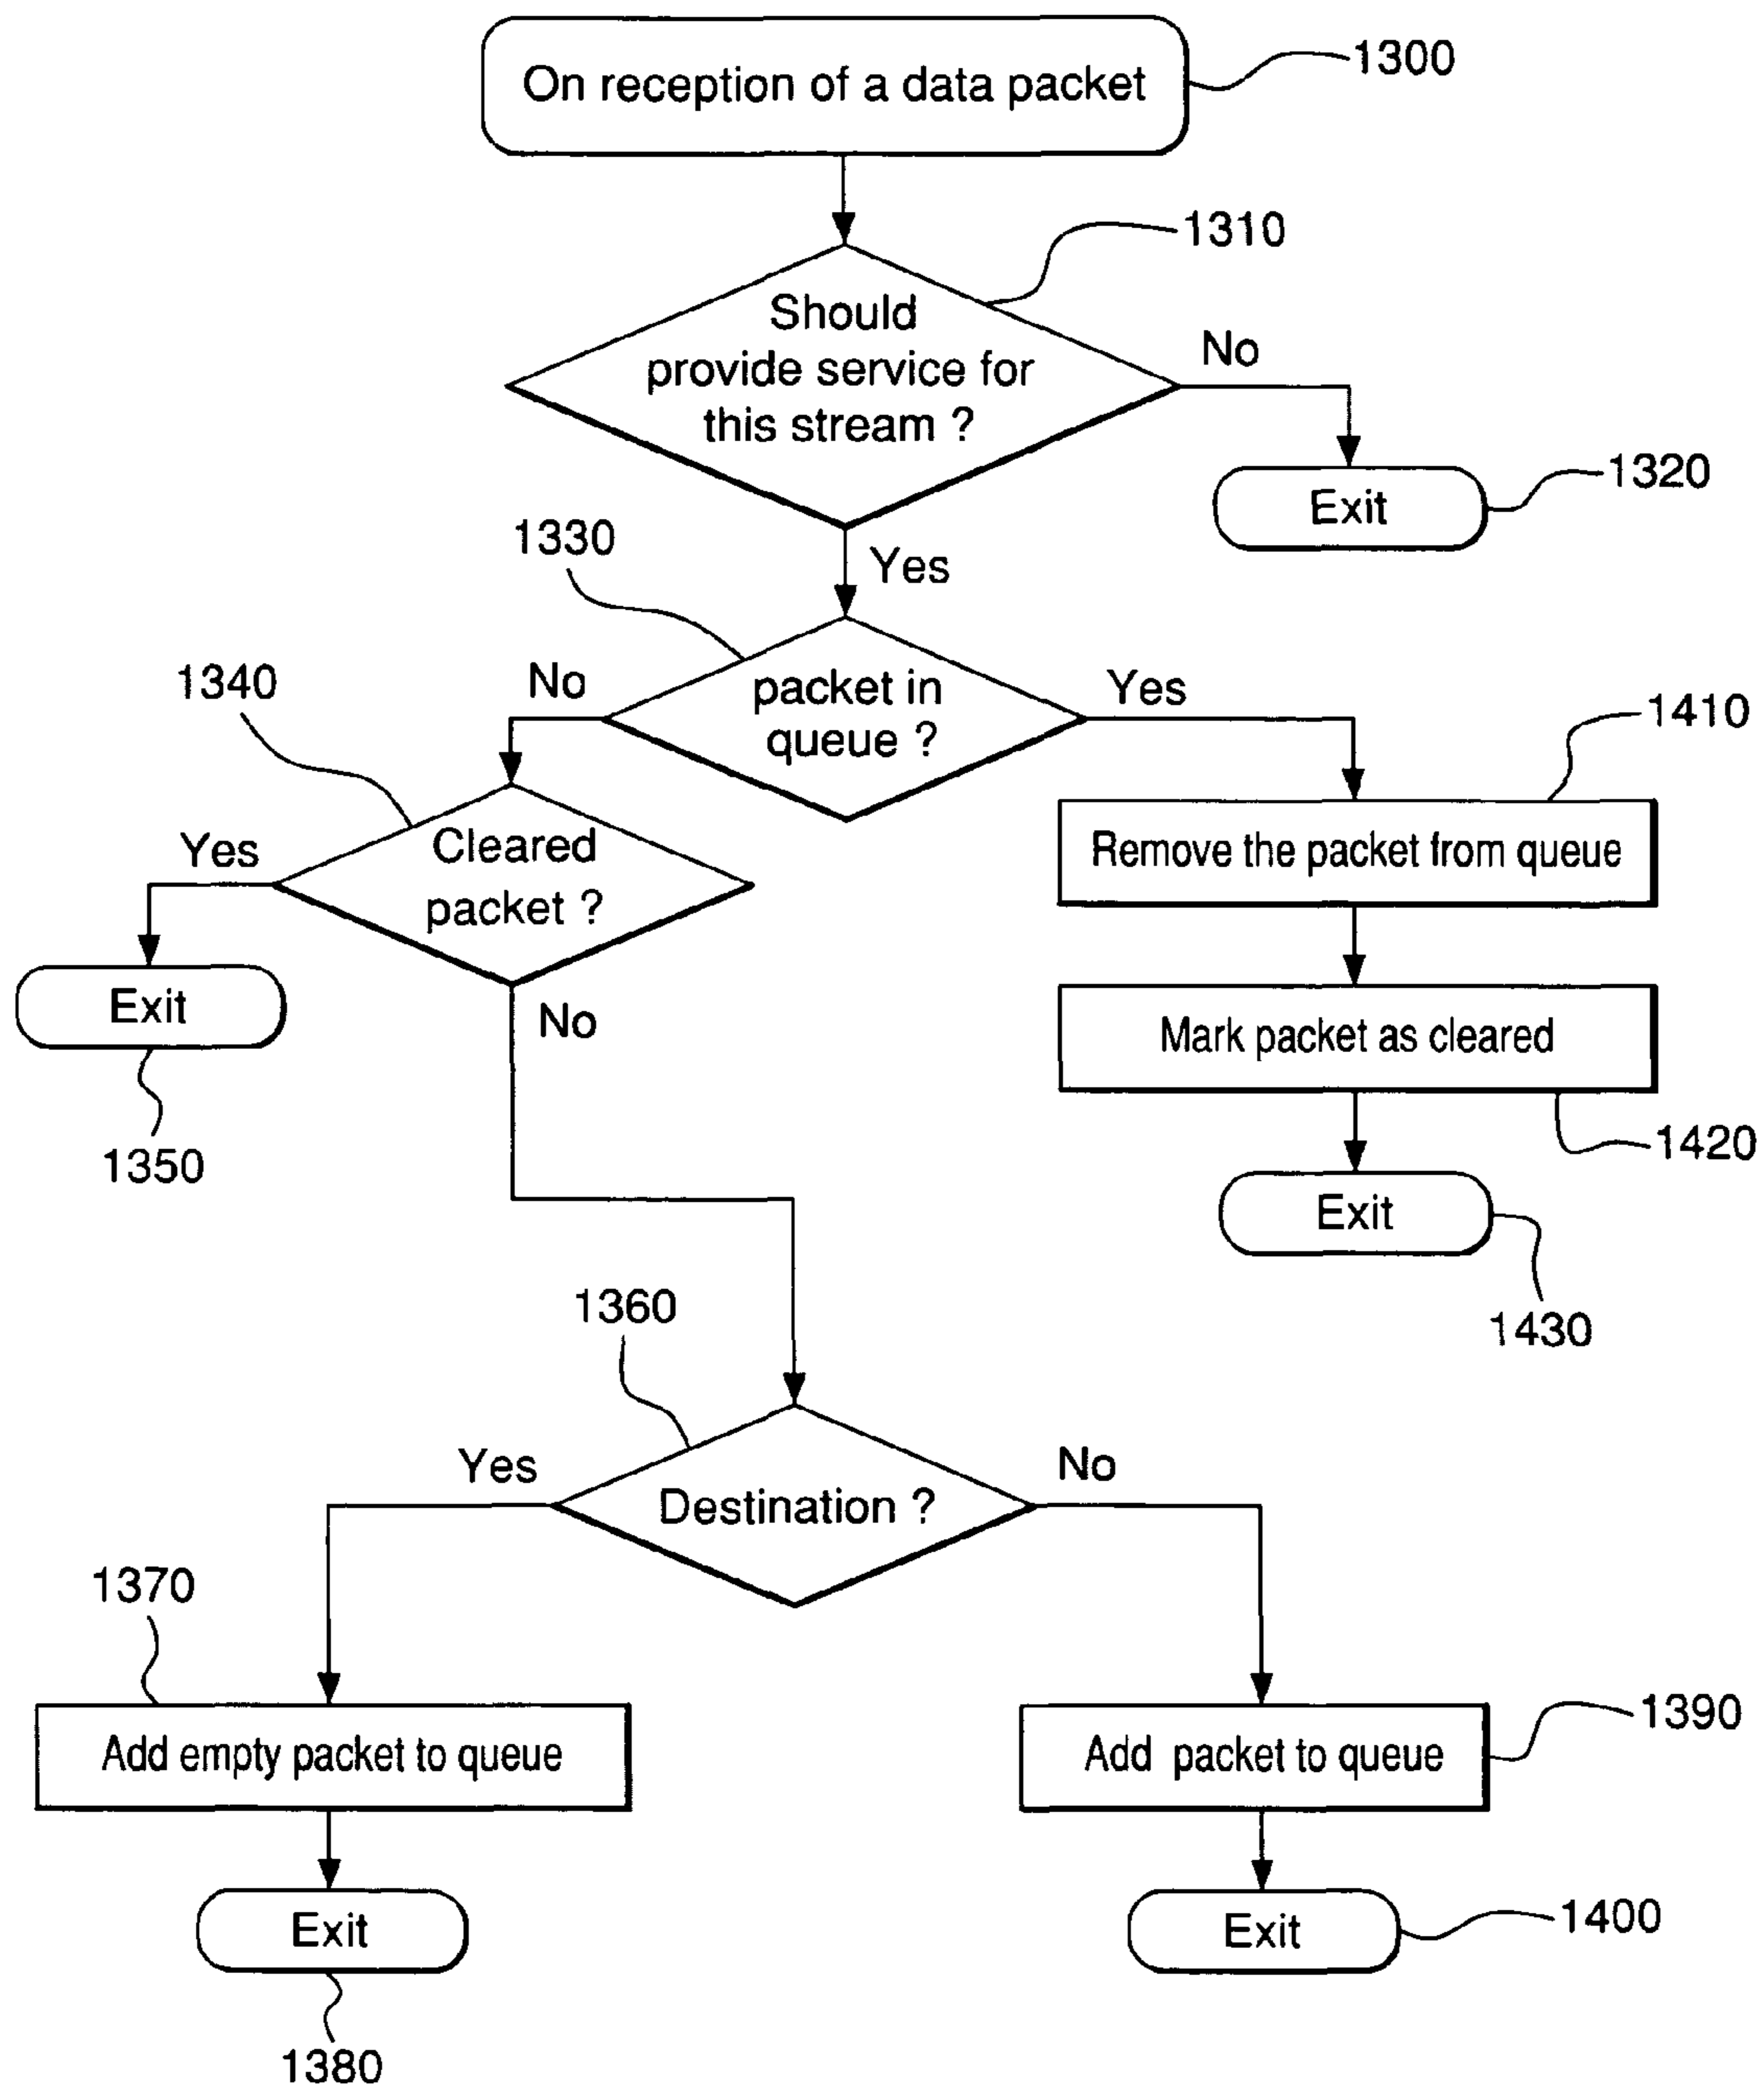 On reception of a data packet
1300
1310
Should
provide service for
this stream ?
No
1320
Exit
1330
Yes
1340
No
packet in
queue ?
Yes
1410
Yes
Cleared
packet ?
Remove the packet from queue
Exit
No
Mark packet as cleared
1350
1420
Exit
1360
1430
Yes
No
Destination ?
1370
1390
Add empty packet to queue
Add packet to queue
Exit
Exit
1400
1380